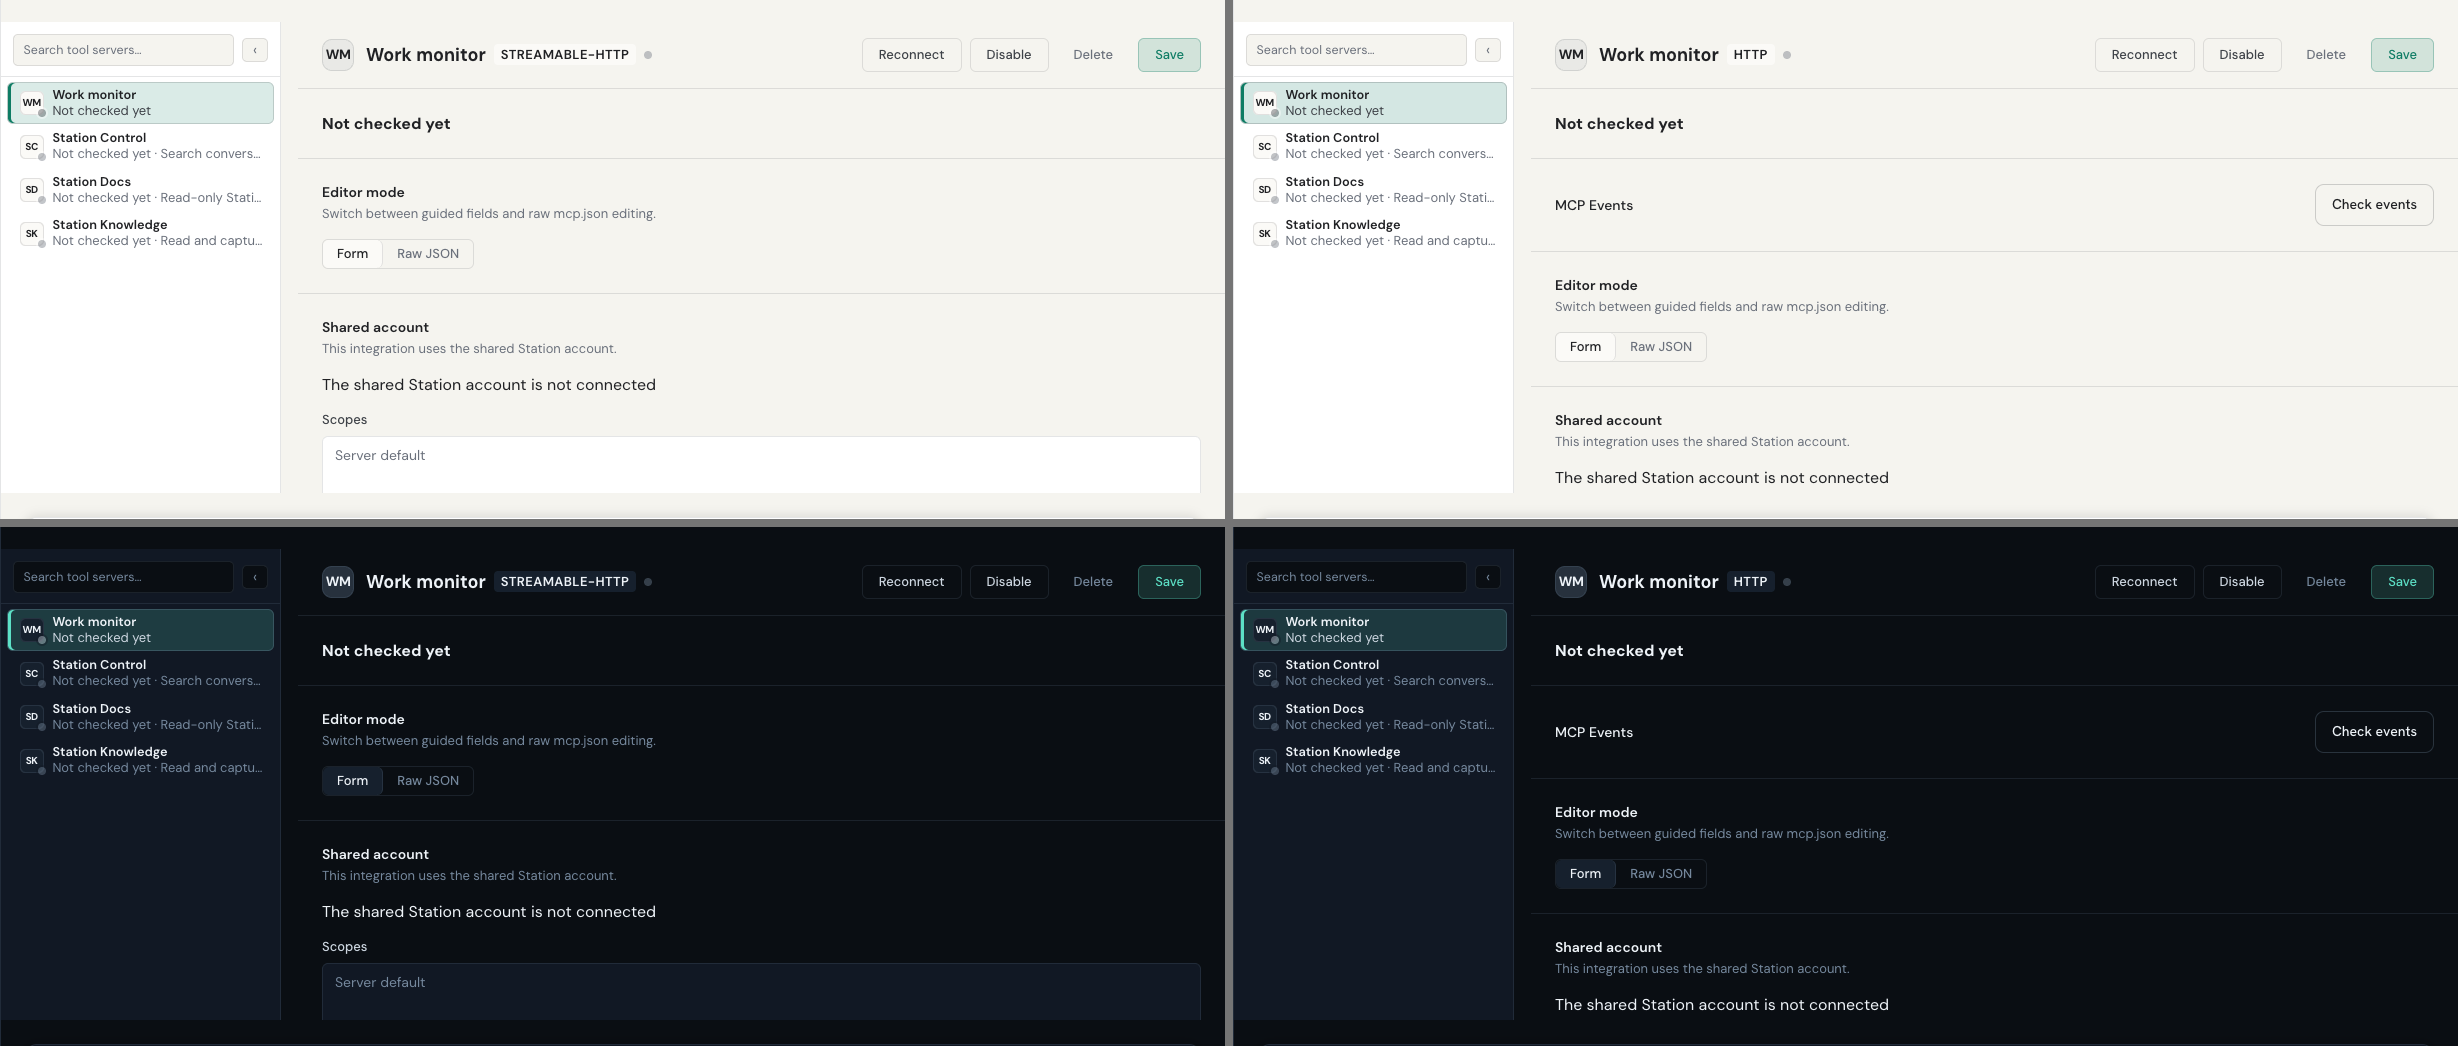 Search tool servers...
‹
WM
Work monitor
Not checked yet
SC
Station Control
Not checked yet · Search convers...
SD
Station Docs
Not checked yet · Read-only Stati...
SK
Station Knowledge
Not checked yet · Read and captu...
WM Work monitor STREAMABLE-HTTP
Reconnect Disable Delete Save
Not checked yet
Editor mode
Switch between guided fields and raw mcp.json editing.
Form Raw JSON
Shared account
This integration uses the shared Station account.
The shared Station account is not connected
Scopes
Server default
Search tool servers...
‹
WM
Work monitor
Not checked yet
SC
Station Control
Not checked yet · Search convers...
SD
Station Docs
Not checked yet · Read-only Stati...
SK
Station Knowledge
Not checked yet · Read and captu...
WM Work monitor HTTP
Reconnect Disable Delete Save
Not checked yet
MCP Events Check events
Editor mode
Switch between guided fields and raw mcp.json editing.
Form Raw JSON
Shared account
This integration uses the shared Station account.
The shared Station account is not connected
Search tool servers...
‹
WM
Work monitor
Not checked yet
SC
Station Control
Not checked yet · Search convers...
SD
Station Docs
Not checked yet · Read-only Stati...
SK
Station Knowledge
Not checked yet · Read and captu...
WM Work monitor STREAMABLE-HTTP
Reconnect Disable Delete Save
Not checked yet
Editor mode
Switch between guided fields and raw mcp.json editing.
Form Raw JSON
Shared account
This integration uses the shared Station account.
The shared Station account is not connected
Scopes
Server default
Search tool servers...
‹
WM
Work monitor
Not checked yet
SC
Station Control
Not checked yet · Search convers...
SD
Station Docs
Not checked yet · Read-only Stati...
SK
Station Knowledge
Not checked yet · Read and captu...
WM Work monitor HTTP
Reconnect Disable Delete Save
Not checked yet
MCP Events Check events
Editor mode
Switch between guided fields and raw mcp.json editing.
Form Raw JSON
Shared account
This integration uses the shared Station account.
The shared Station account is not connected